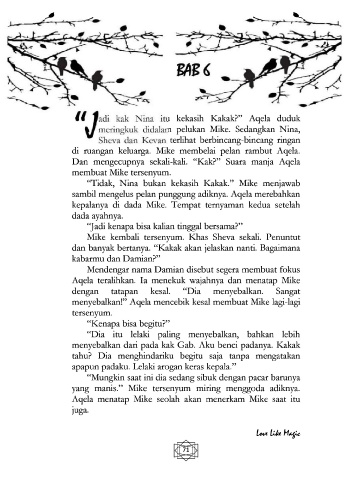 BAB 6
"Jadi kak Nina itu kekasih Kakak?" Aqela duduk
meringkuk didalam pelukan Mike. Sedangkan Nina,
Sheva dan Kevan terlihat berbincang-bincang ringan
di ruangan keluarga. Mike membelai pelan rambut Aqela.
Dan mengecupnya sekali-kali. "Kak?" Suara manja Aqela
membuat Mike tersenyum.
"Tidak, Nina bukan kekasih Kakak." Mike menjawab
sambil mengelus pelan punggung adiknya. Aqela merebahkan
kepalanya di dada Mike. Tempat ternyaman kedua setelah
dada ayahnya.
"Jadi kenapa bisa kalian tinggal bersama?"
Mike kembali tersenyum. Khas Sheva sekali. Penuntut
dan banyak bertanya. "Kakak akan jelaskan nanti. Bagaimana
kabarmu dan Damian?"
Mendengar nama Damian disebut segera membuat fokus
Aqela teralihkan. Ia menekuk wajahnya dan menatap Mike
dengan tatapan kesal. "Dia menyebalkan. Sangat
menyebalkan!" Aqela mencebik kesal membuat Mike lagi-lagi
tersenyum.
"Kenapa bisa begitu?"
"Dia itu lelaki paling menyebalkan, bahkan lebih
menyebalkan dari pada kak Gab. Aku benci padanya. Kakak
tahu? Dia menghindariku begitu saja tanpa mengatakan
apapun padaku. Lelaki arogan keras kepala."
"Mungkin saat ini dia sedang sibuk dengan pacar barunya
yang manis." Mike tersenyum miring menggoda adiknya.
Aqela menatap Mike seolah akan menerkam Mike saat itu
juga.
Love Like Magic
71